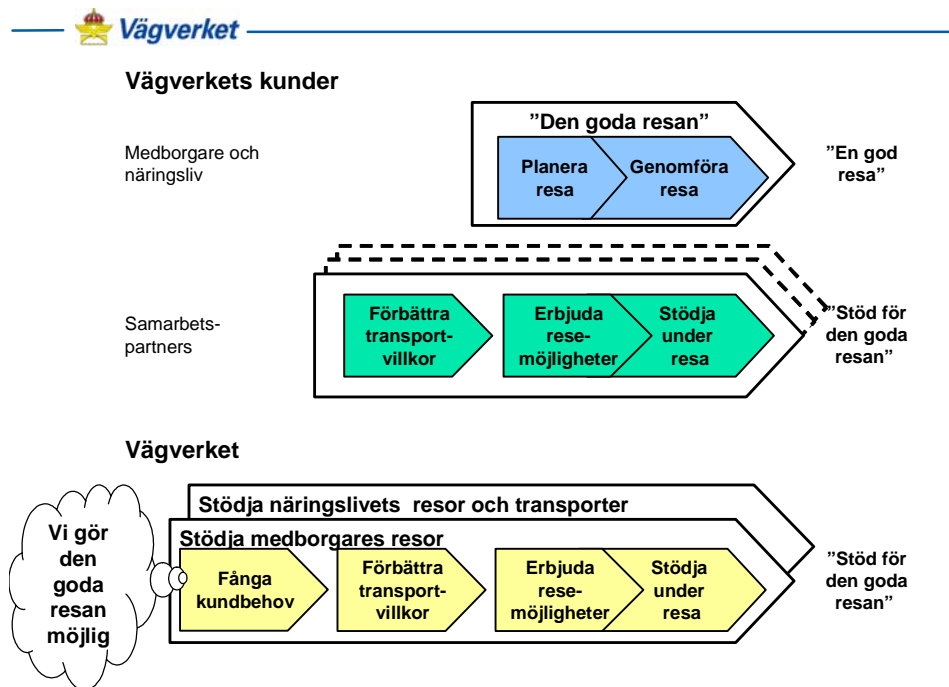 Vägverket
Vägverkets kunder
”Den goda resan”
Medborgare och
näringsliv
Planera
resa
Genomföra
resa
”En god
resa”
Samarbets-
partners
Förbättra
transport-
villkor
Erbjuda
rese-
möjligheter
Stödja
under
resa
”Stöd för
den goda
resan”
Vägverket
Vi gör
den
goda
resan
möjlig
Stödja näringslivets resor och transporter
Stödja medborgares resor
Fånga
kundbehov
Förbättra
transport-
villkor
Erbjuda
rese-
möjligheter
Stödja
under
resa
”Stöd för
den goda
resan”